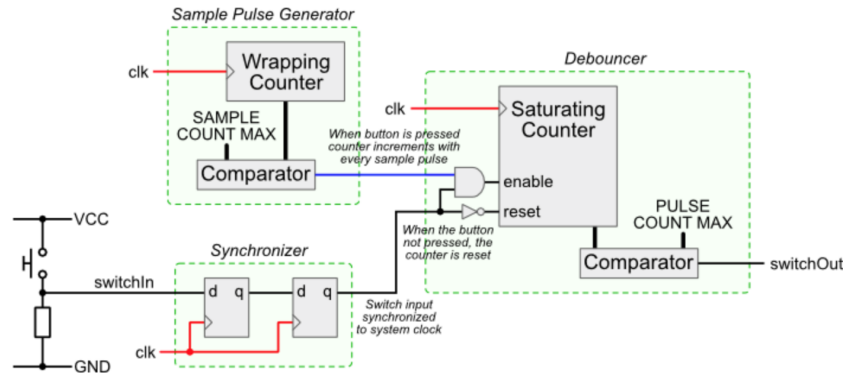 Sample Pulse Generator
clk
Wrapping
Counter
SAMPLE
COUNT MAX
Comparator
When button is pressed
counter increments with
every sample pulse
Debouncer
clk
Saturating
Counter
enable
reset
When the button
not pressed, the
counter is reset
PULSE
COUNT MAX
Comparator
switchOut
VCC
switchIn
GND
Synchronizer
d q
d q
clk
Switch input
synchronized
to system clock